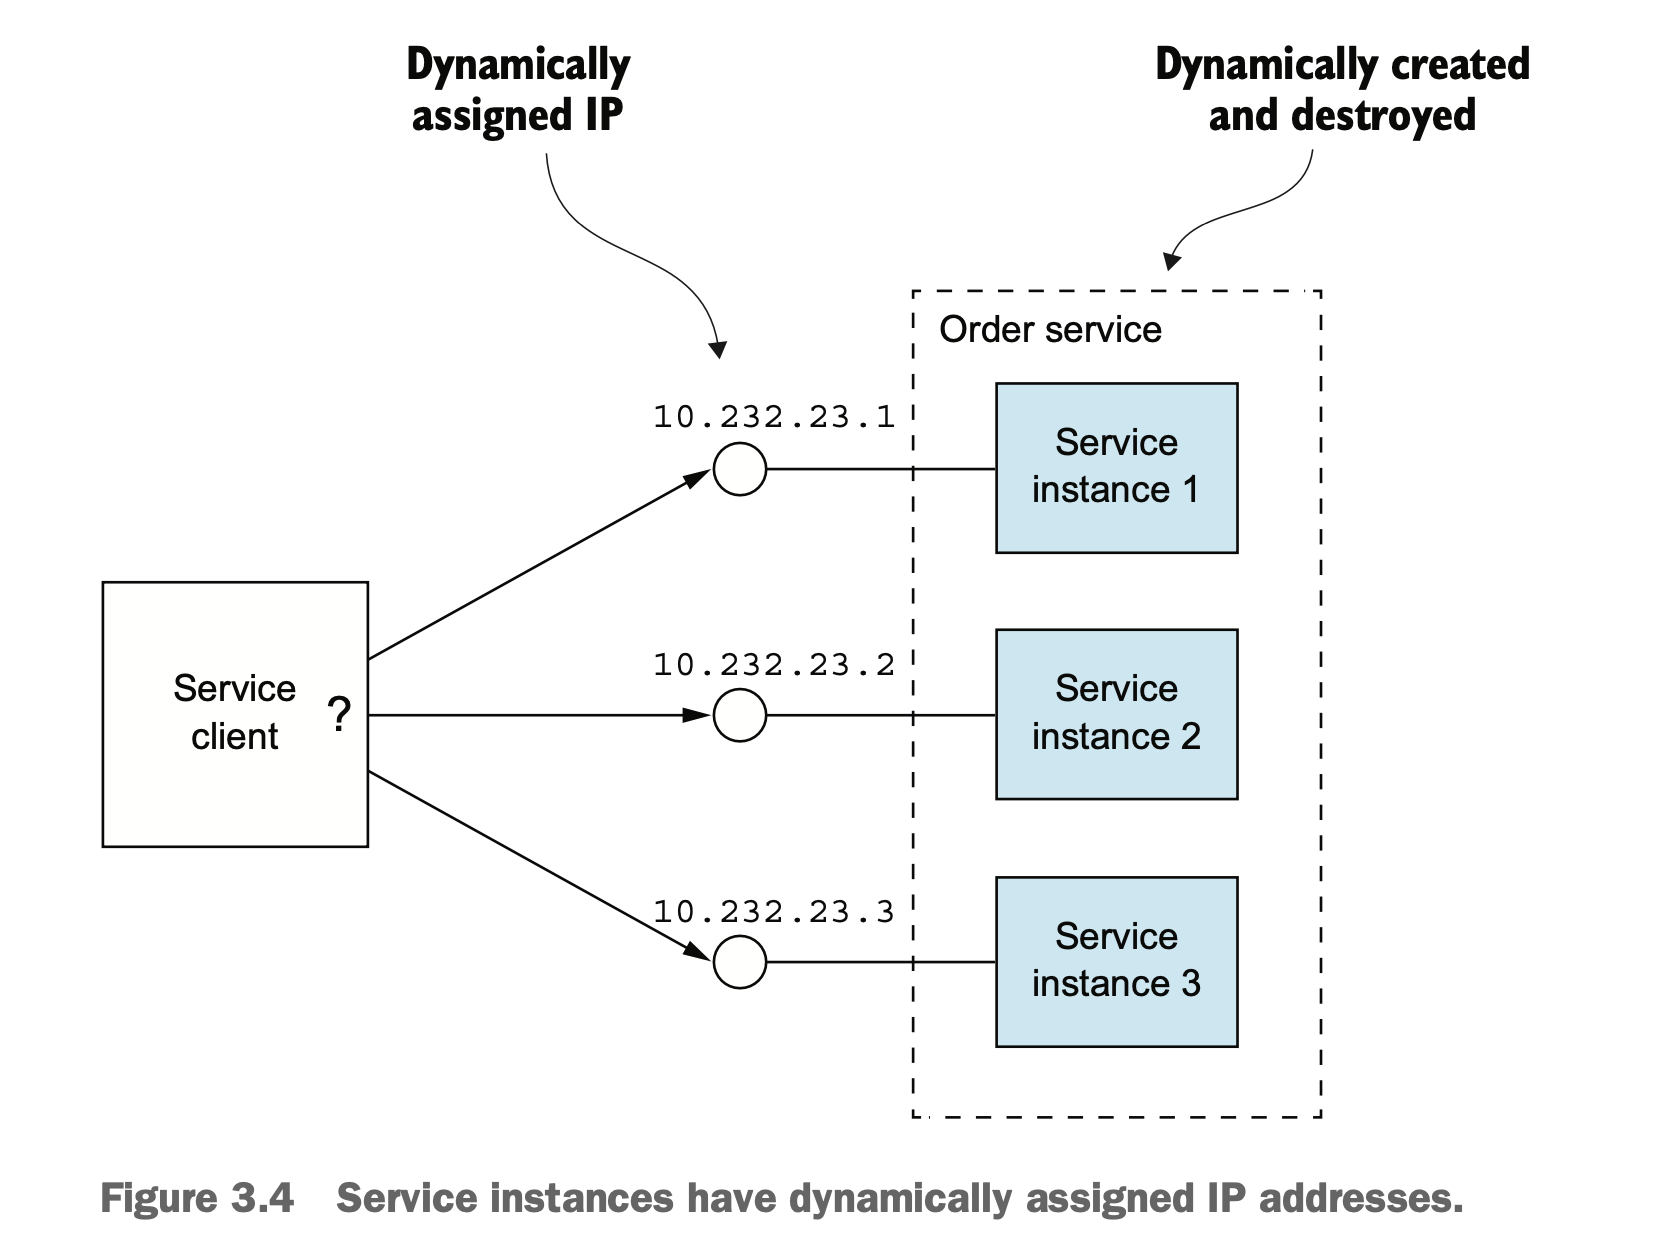 Dynamically
assigned IP
Dynamically created
and destroyed
Order service
10.232.23.1
Service
instance 1
Service
client
?
10.232.23.2
Service
instance 2
10.232.23.3
Service
instance 3
Figure 3.4 Service instances have dynamically assigned IP addresses.